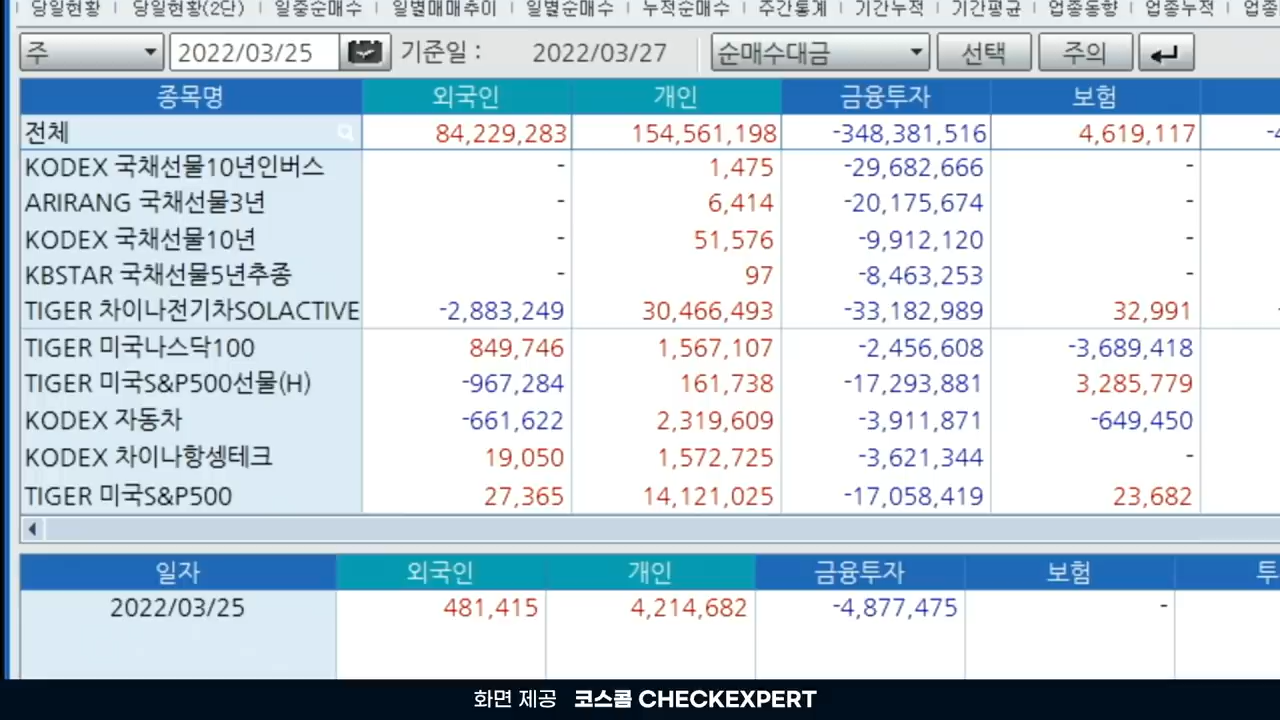 당일현황 당일현황(2단) 일중순매수 일별매매추이 일별순매수 누적순매수 주간통계 기간누적 기간평균 업종동향 업종누적 업종
주 2022/03/25 기준일 : 2022/03/27 순매수대금 선택 주의
종목명 외국인 개인 금융투자 보험
전체 84,229,283 154,561,198 -348,381,516 4,619,117
KODEX 국채선물10년인버스 - 1,475 -29,682,666 -
ARIRANG 국채선물3년 - 6,414 -20,175,674 -
KODEX 국채선물10년 - 51,576 -9,912,120 -
KBSTAR 국채선물5년추종 - 97 -8,463,253 -
TIGER 차이나전기차SOLACTIVE -2,883,249 30,466,493 -33,182,989 32,991
TIGER 미국나스닥100 849,746 1,567,107 -2,456,608 -3,689,418
TIGER 미국S&P500선물(H) -967,284 161,738 -17,293,881 3,285,779
KODEX 자동차 -661,622 2,319,609 -3,911,871 -649,450
KODEX 차이나항셍테크 19,050 1,572,725 -3,621,344 -
TIGER 미국S&P500 27,365 14,121,025 -17,058,419 23,682
일자 외국인 개인 금융투자 보험 투
2022/03/25 481,415 4,214,682 -4,877,475 -
화면 제공 코스콤 CHECKEXPERT